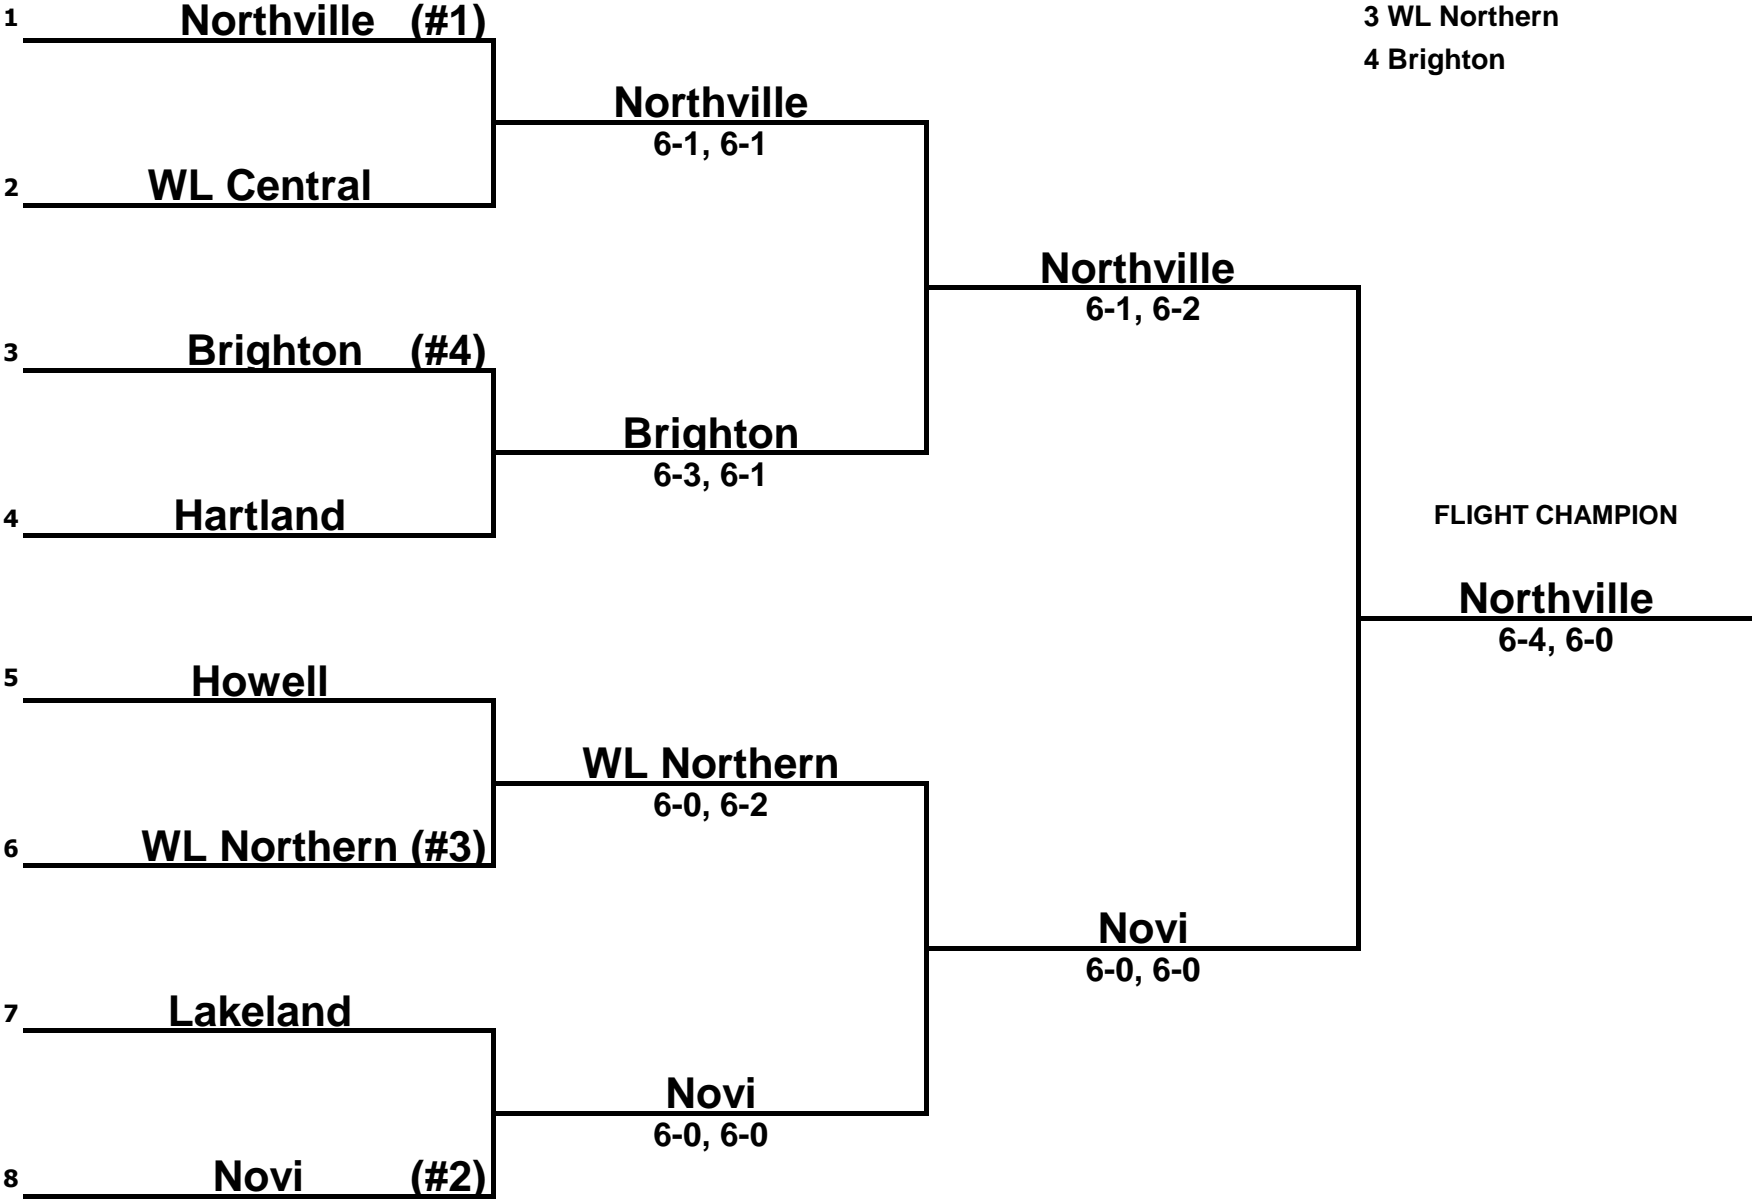 1 Northville (#1)
3 WL Northern
4 Brighton
Northville
6-1, 6-1
2 WL Central
Northville
6-1, 6-2
3 Brighton (#4)
Brighton
6-3, 6-1
4 Hartland
FLIGHT CHAMPION
Northville
6-4, 6-0
5 Howell
WL Northern
6-0, 6-2
6 WL Northern (#3)
Novi
6-0, 6-0
7 Lakeland
Novi
6-0, 6-0
8 Novi (#2)